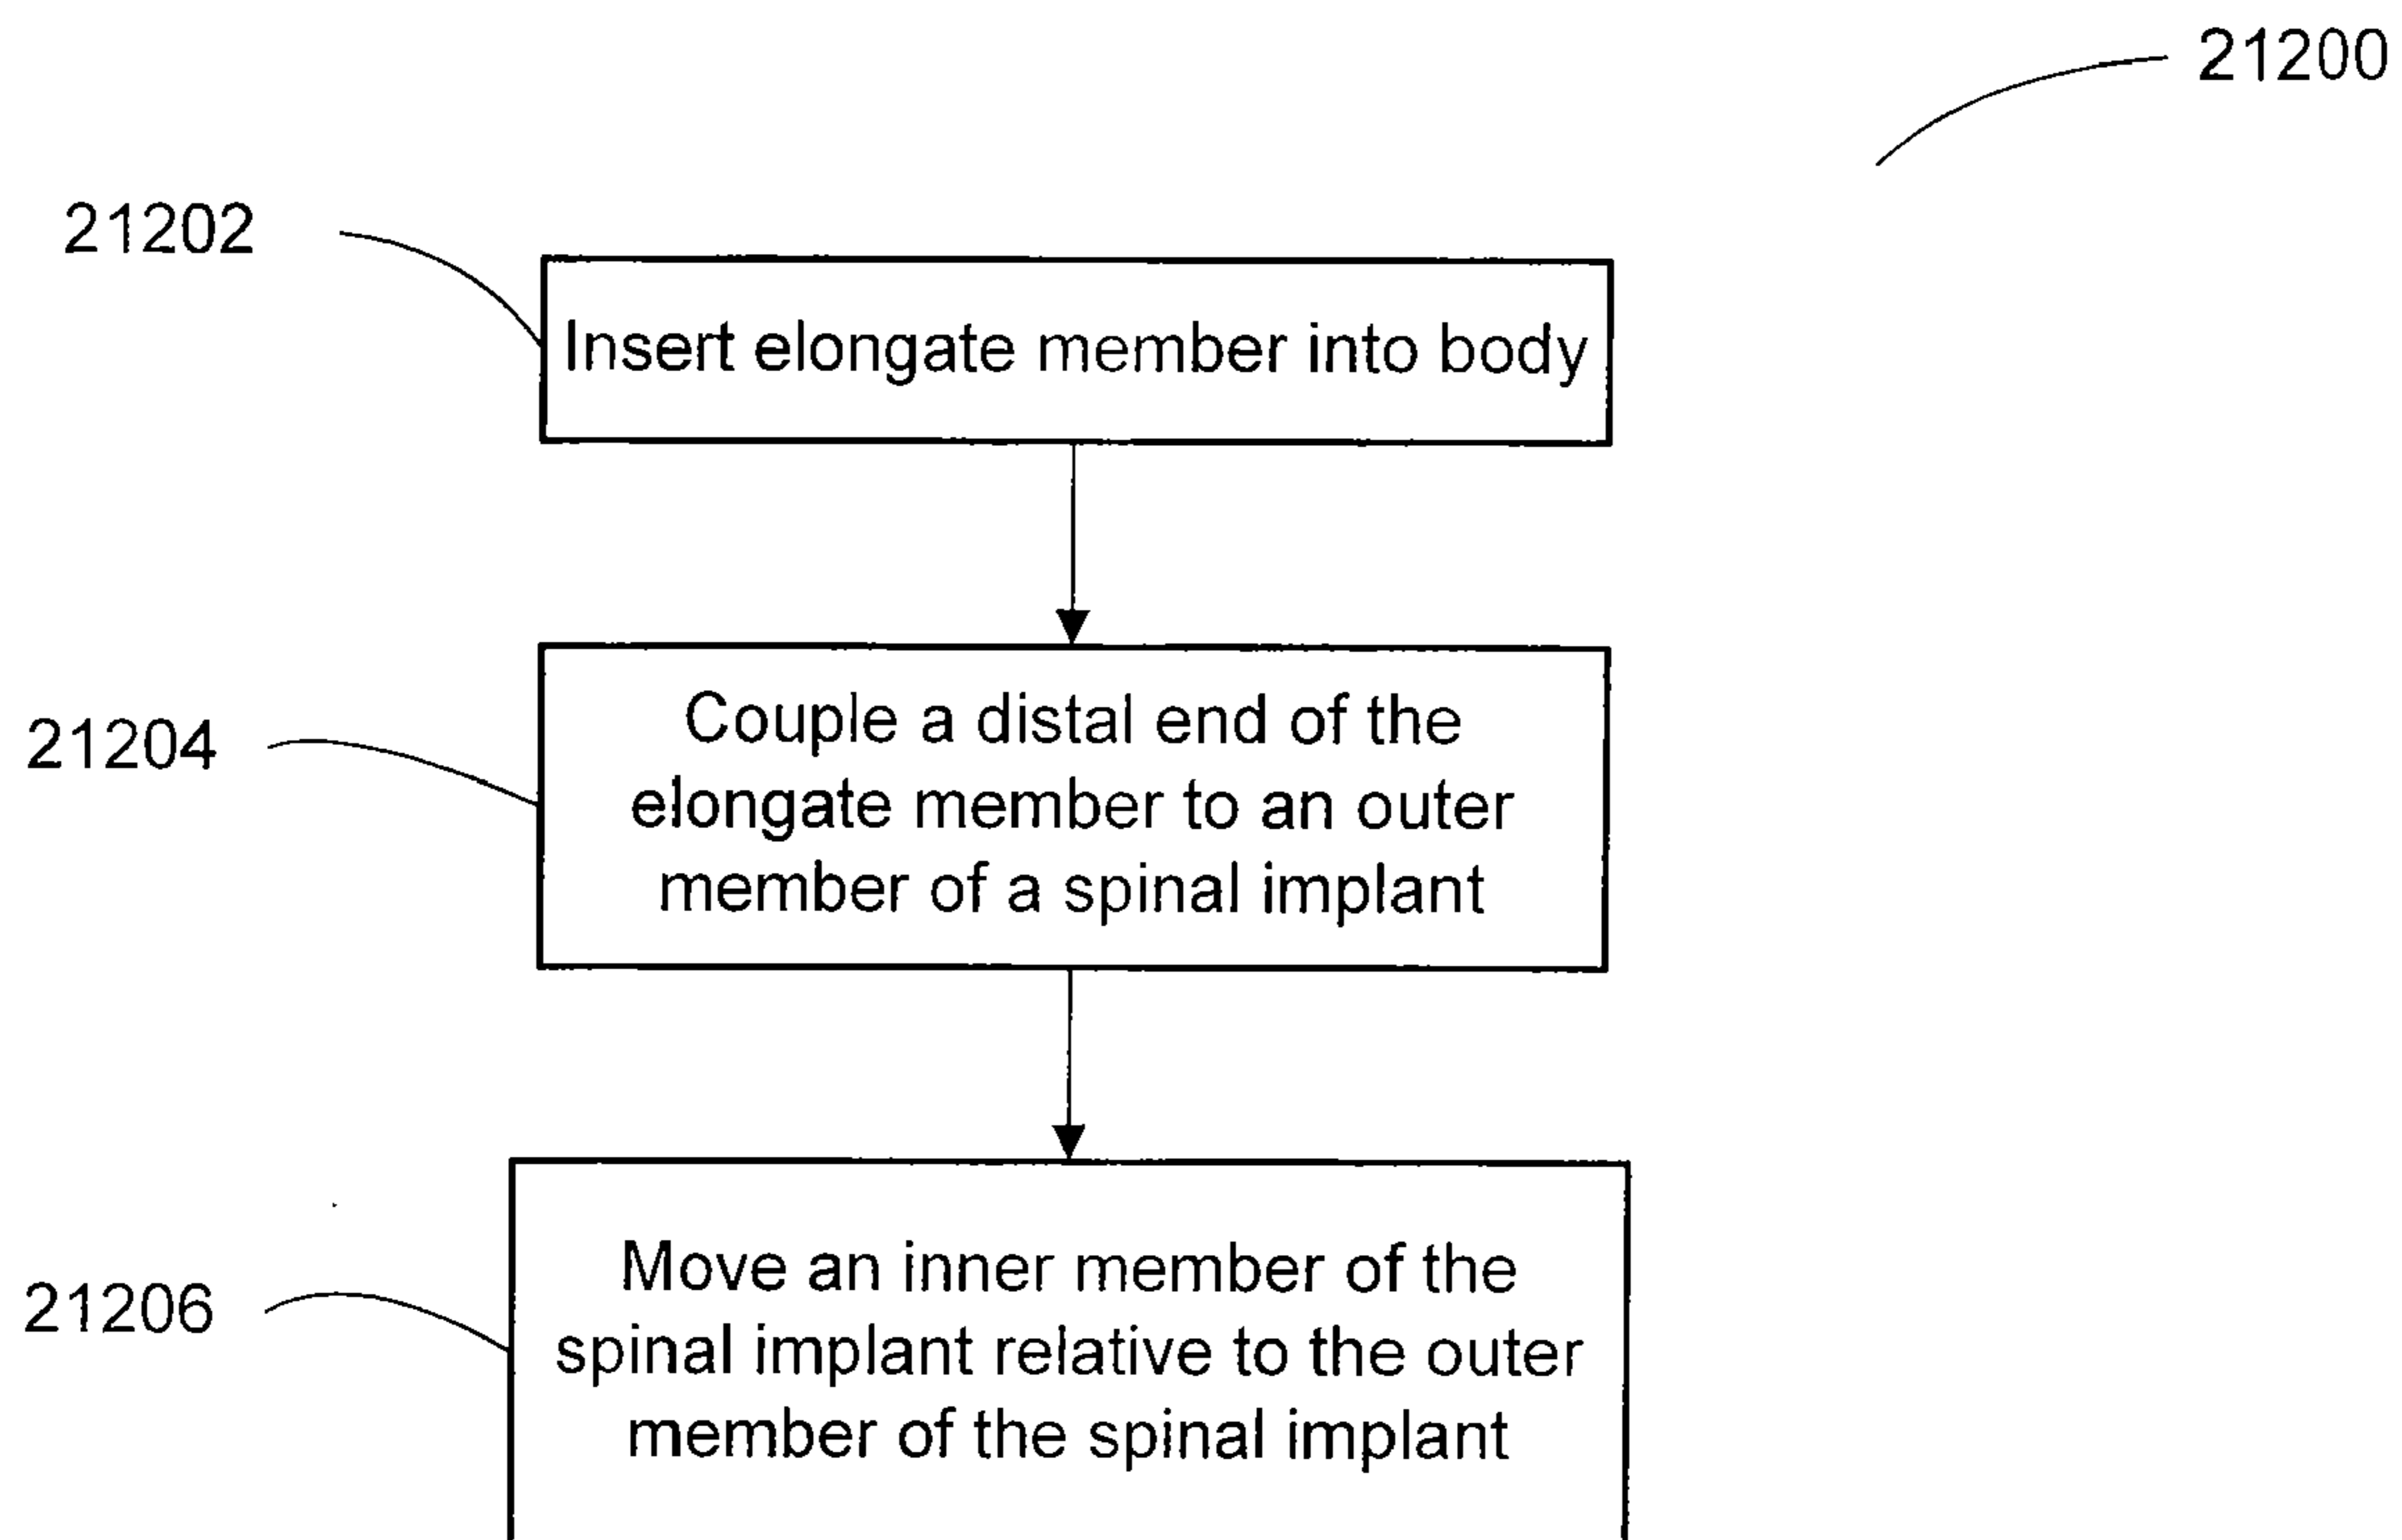 21200
21202
Insert elongate member into body
21204
Couple a distal end of the
elongate member to an outer
member of a spinal implant
21206
Move an inner member of the
spinal implant relative to the outer
member of the spinal implant